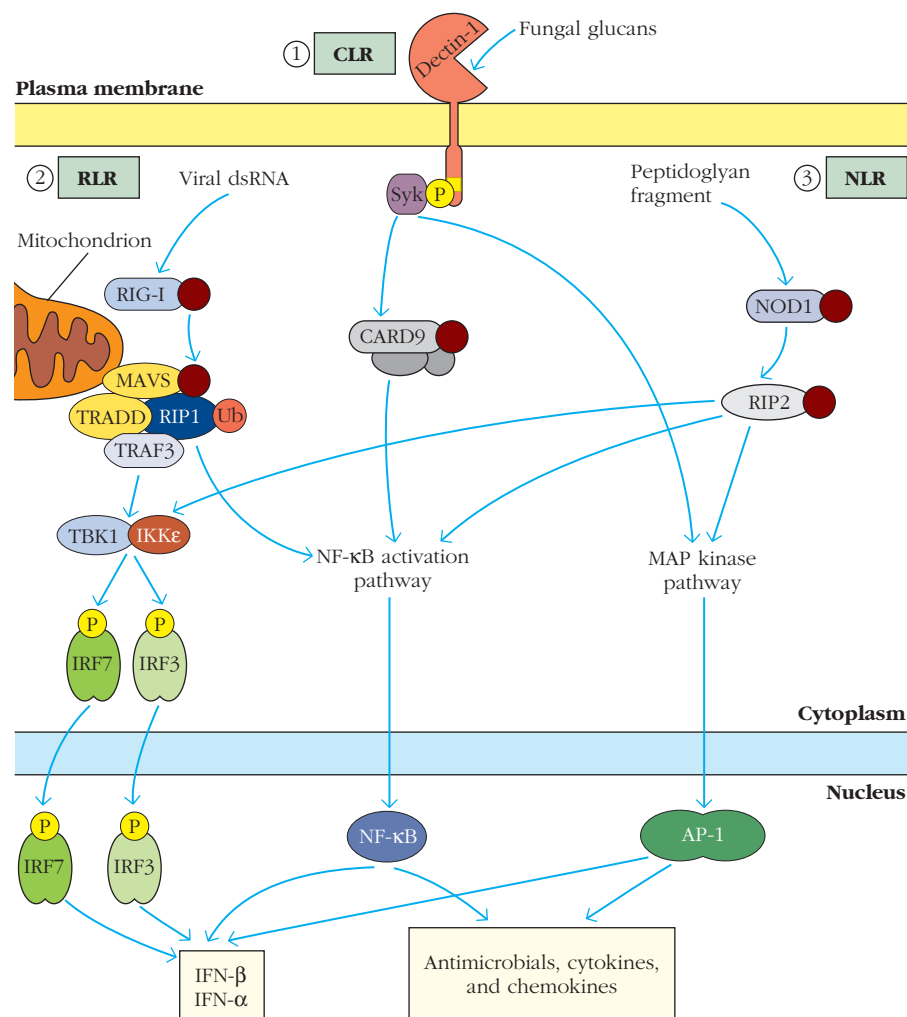 1
CLR
Dectin-1
Fungal glucans
Plasma membrane
2
RLR
Viral dsRNA
Syk
P
Peptidoglyan
fragment
3
NLR
Mitochondrion
RIG-I
NOD1
CARD9
MAVS
TRADD
RIP1
Ub
TRAF3
RIP2
TBK1
IKKε
NF-κB activation
pathway
MAP kinase
pathway
P
P
IRF7
IRF3
Cytoplasm
Nucleus
P
P
IRF7
IRF3
NF-κB
AP-1
IFN-β
IFN-α
Antimicrobials, cytokines,
and chemokines